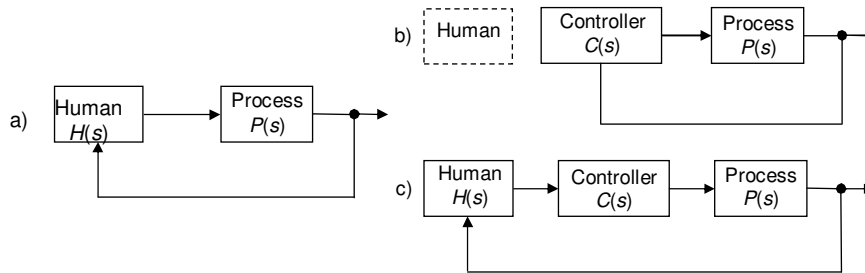 a)
Human
H(s)
Process
P(s)
b)
Human
Controller
C(s)
Process
P(s)
c)
Human
H(s)
Controller
C(s)
Process
P(s)